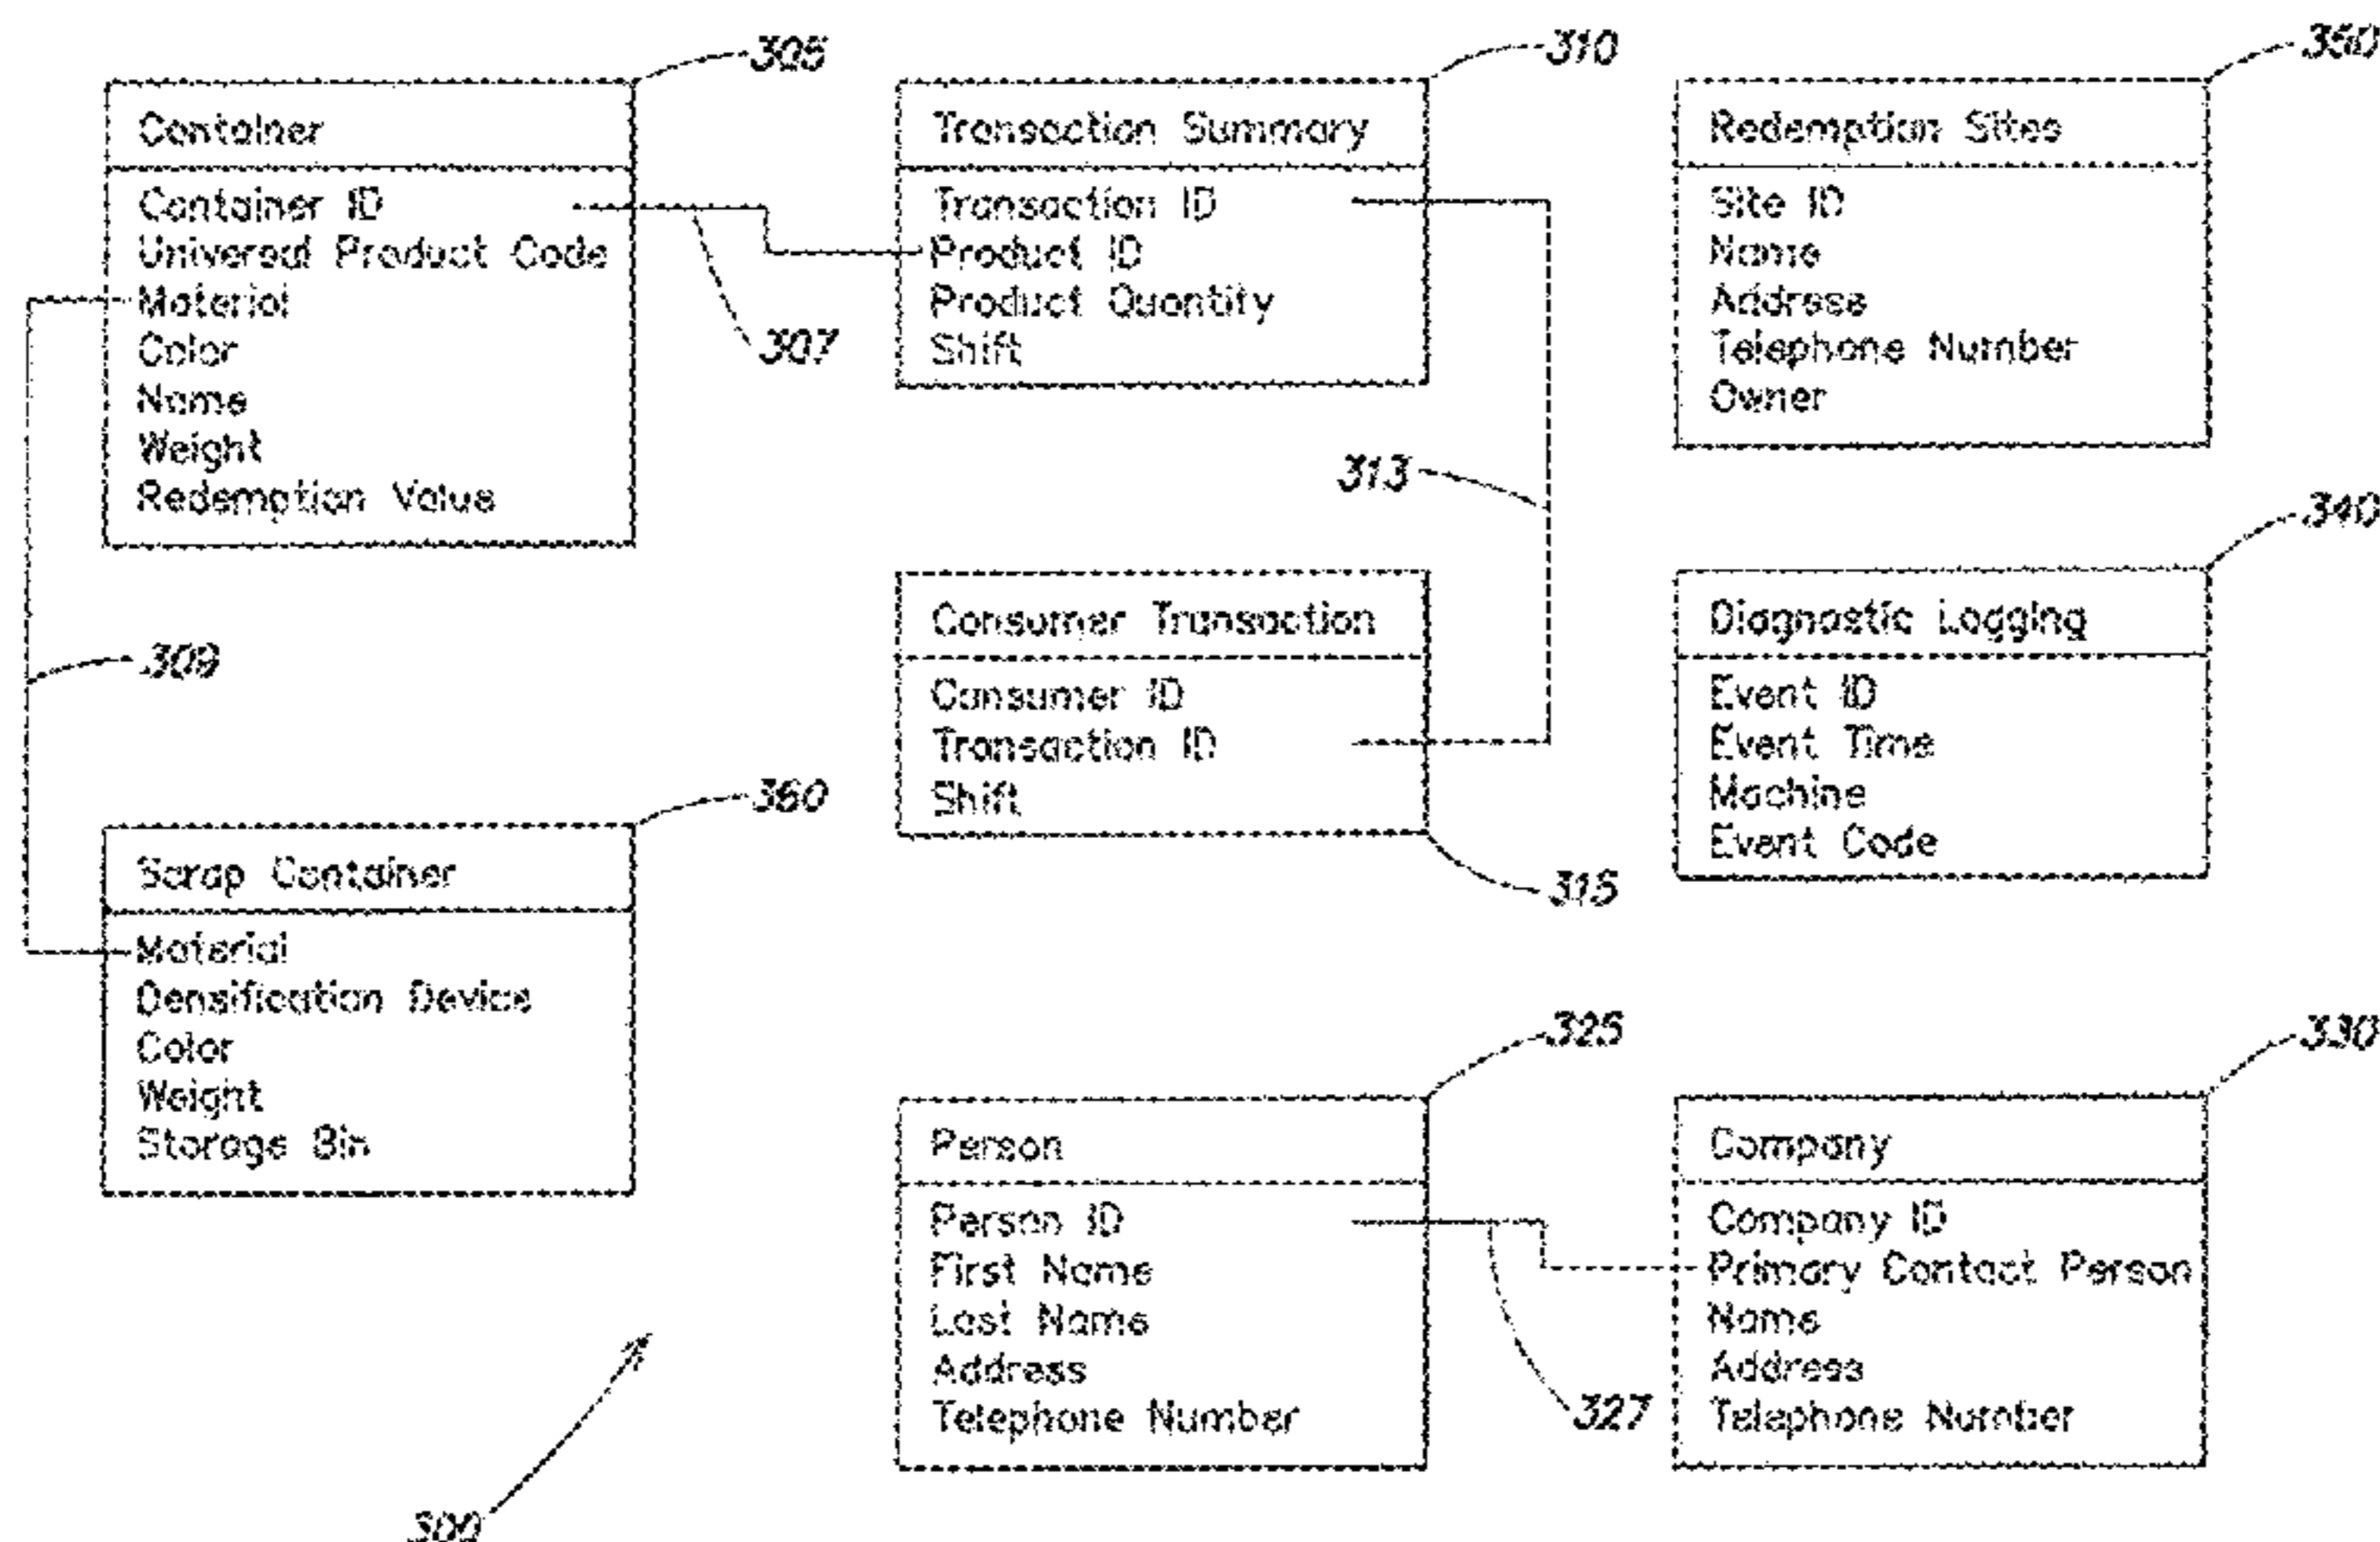 305
Container
Container ID
Universal Product Code
Material
Color
Name
Weight
Redemption Value
307
309
310
Transaction Summary
Transaction ID
Product ID
Product Quantity
Shift
313
350
Redemption Sites
Site ID
Name
Address
Telephone Number
Owner
Consumer Transaction
Consumer ID
Transaction ID
Shift
315
340
Diagnostic Logging
Event ID
Event Time
Machine
Event Code
360
Scrap Container
Material
Densification Device
Color
Weight
Storage Bin
325
Person
Person ID
First Name
Last Name
Address
Telephone Number
327
330
Company
Company ID
Primary Contact Person
Name
Address
Telephone Number
300